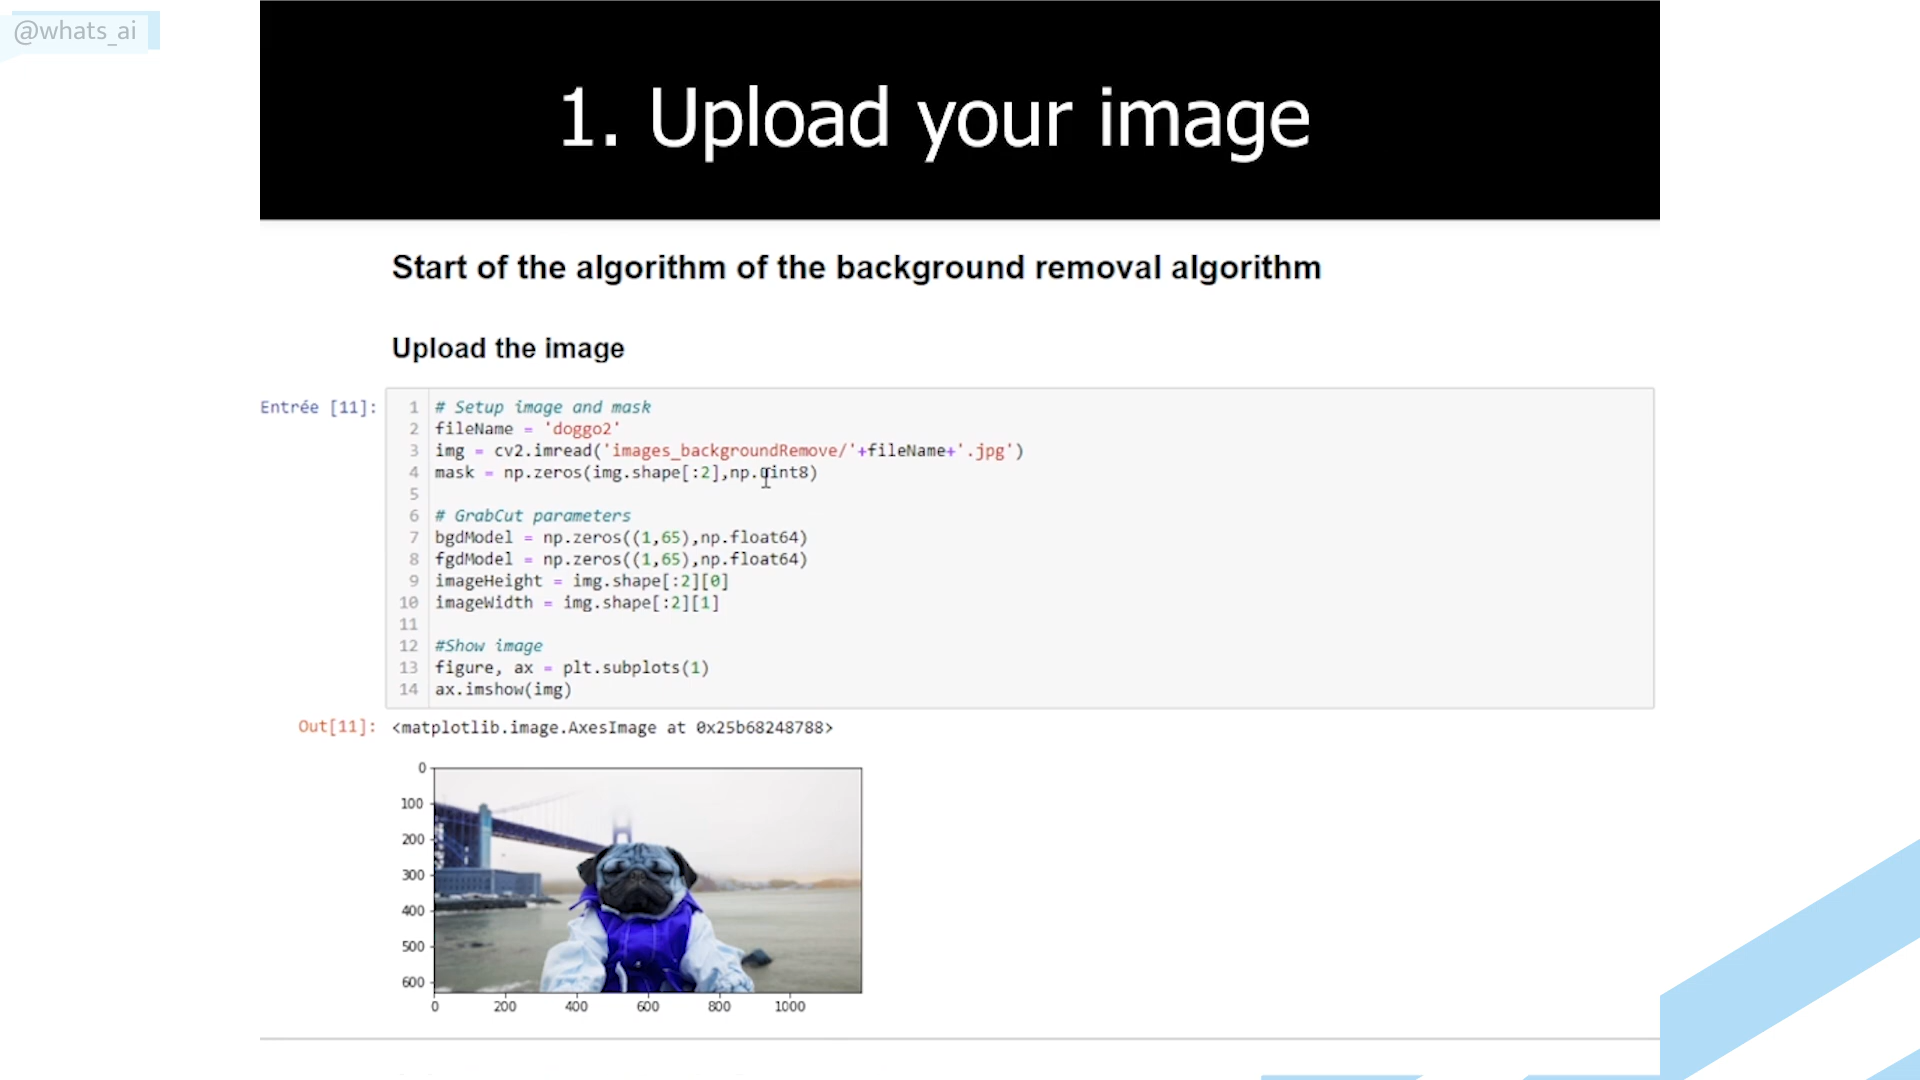 @whats_ai
1. Upload your image
Start of the algorithm of the background removal algorithm
Upload the image
Entrée [11]:
1 # Setup image and mask
2 fileName = 'doggo2'
3 img = cv2.imread('images_backgroundRemove/'+fileName+'.jpg')
4 mask = np.zeros(img.shape[:2],np.uint8)
5
6 # GrabCut parameters
7 bgdModel = np.zeros((1,65),np.float64)
8 fgdModel = np.zeros((1,65),np.float64)
9 imageHeight = img.shape[:2][0]
10 imageWidth = img.shape[:2][1]
11
12 #Show image
13 figure, ax = plt.subplots(1)
14 ax.imshow(img)
Out[11]: <matplotlib.image.AxesImage at 0x25b68248788>
0
100
200
300
400
500
600
0 200 400 600 800 1000